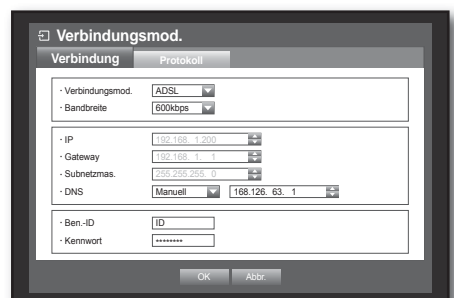 Verbindungsmod.
Verbindung Protokoll
· Verbindungsmod. ADSL
· Bandbreite 600kbps
· IP 192.168. 1.200
· Gateway 192.168. 1. 1
· Subnetzmas. 255.255.255. 0
· DNS Manuell 168.126. 63. 1
· Ben.-ID ID
· Kennwort ********
OK Abbr.